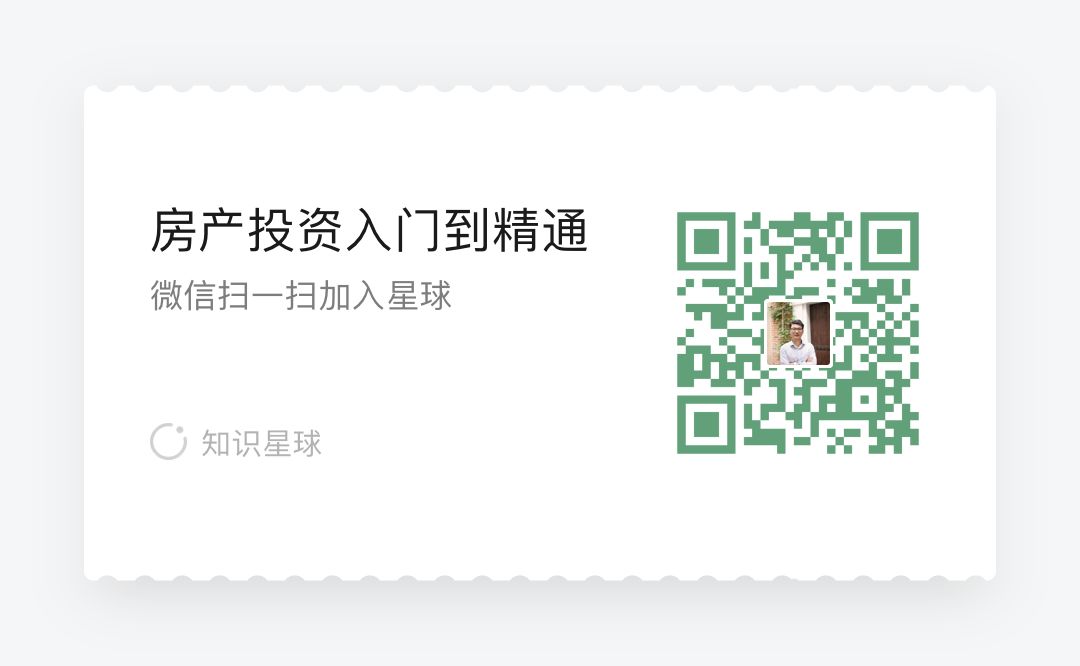 房产投资入门到精通
微信扫一扫加入星球
知识星球